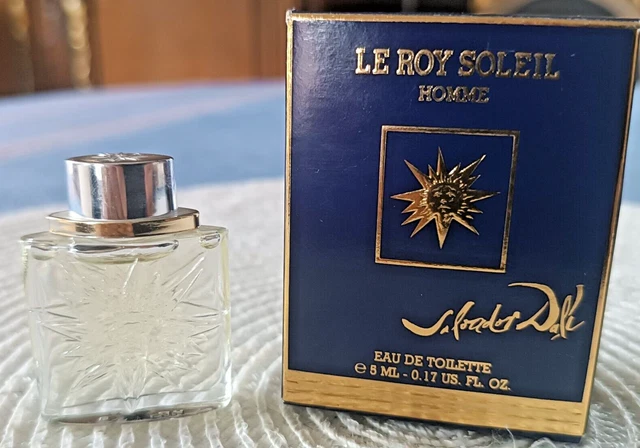 LE ROY SOLEIL
HOMME
Salvador Dalí
EAU DE TOILETTE
℮ 5 ML - 0.17 US. FL. OZ.